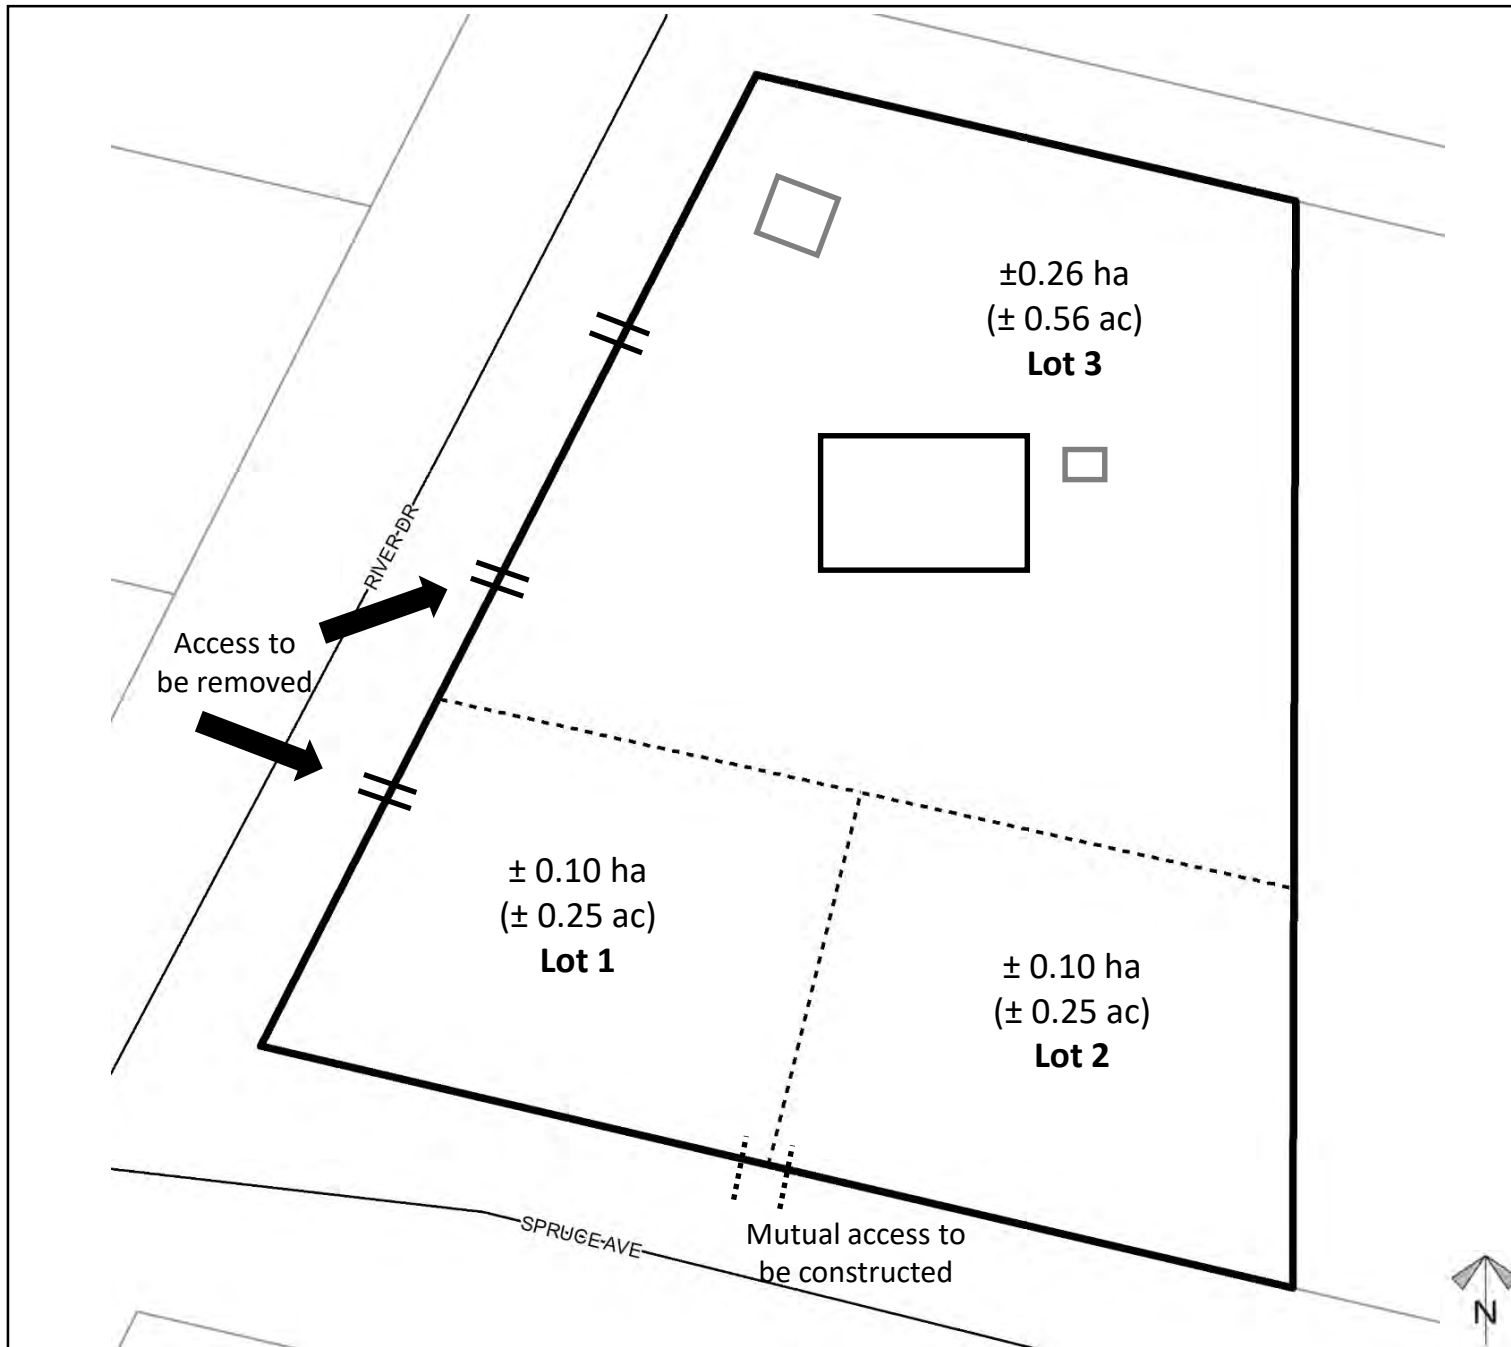 ±0.26 ha
(± 0.56 ac)
Lot 3
RIVER DR
Access to
be removed
± 0.10 ha
(± 0.25 ac)
Lot 1
± 0.10 ha
(± 0.25 ac)
Lot 2
SPRUCE AVE
Mutual access to
be constructed
N